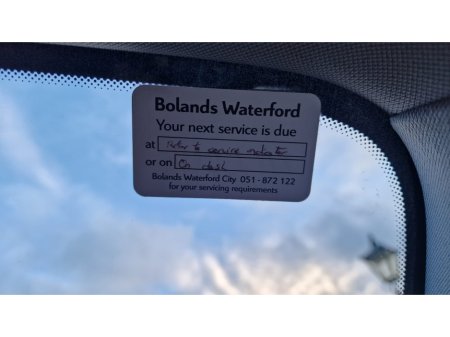 Bolands Waterford
Your next service is due
at Refer to service indicator
or on On dash
Bolands Waterford City 051 - 872 122
for your servicing requirements